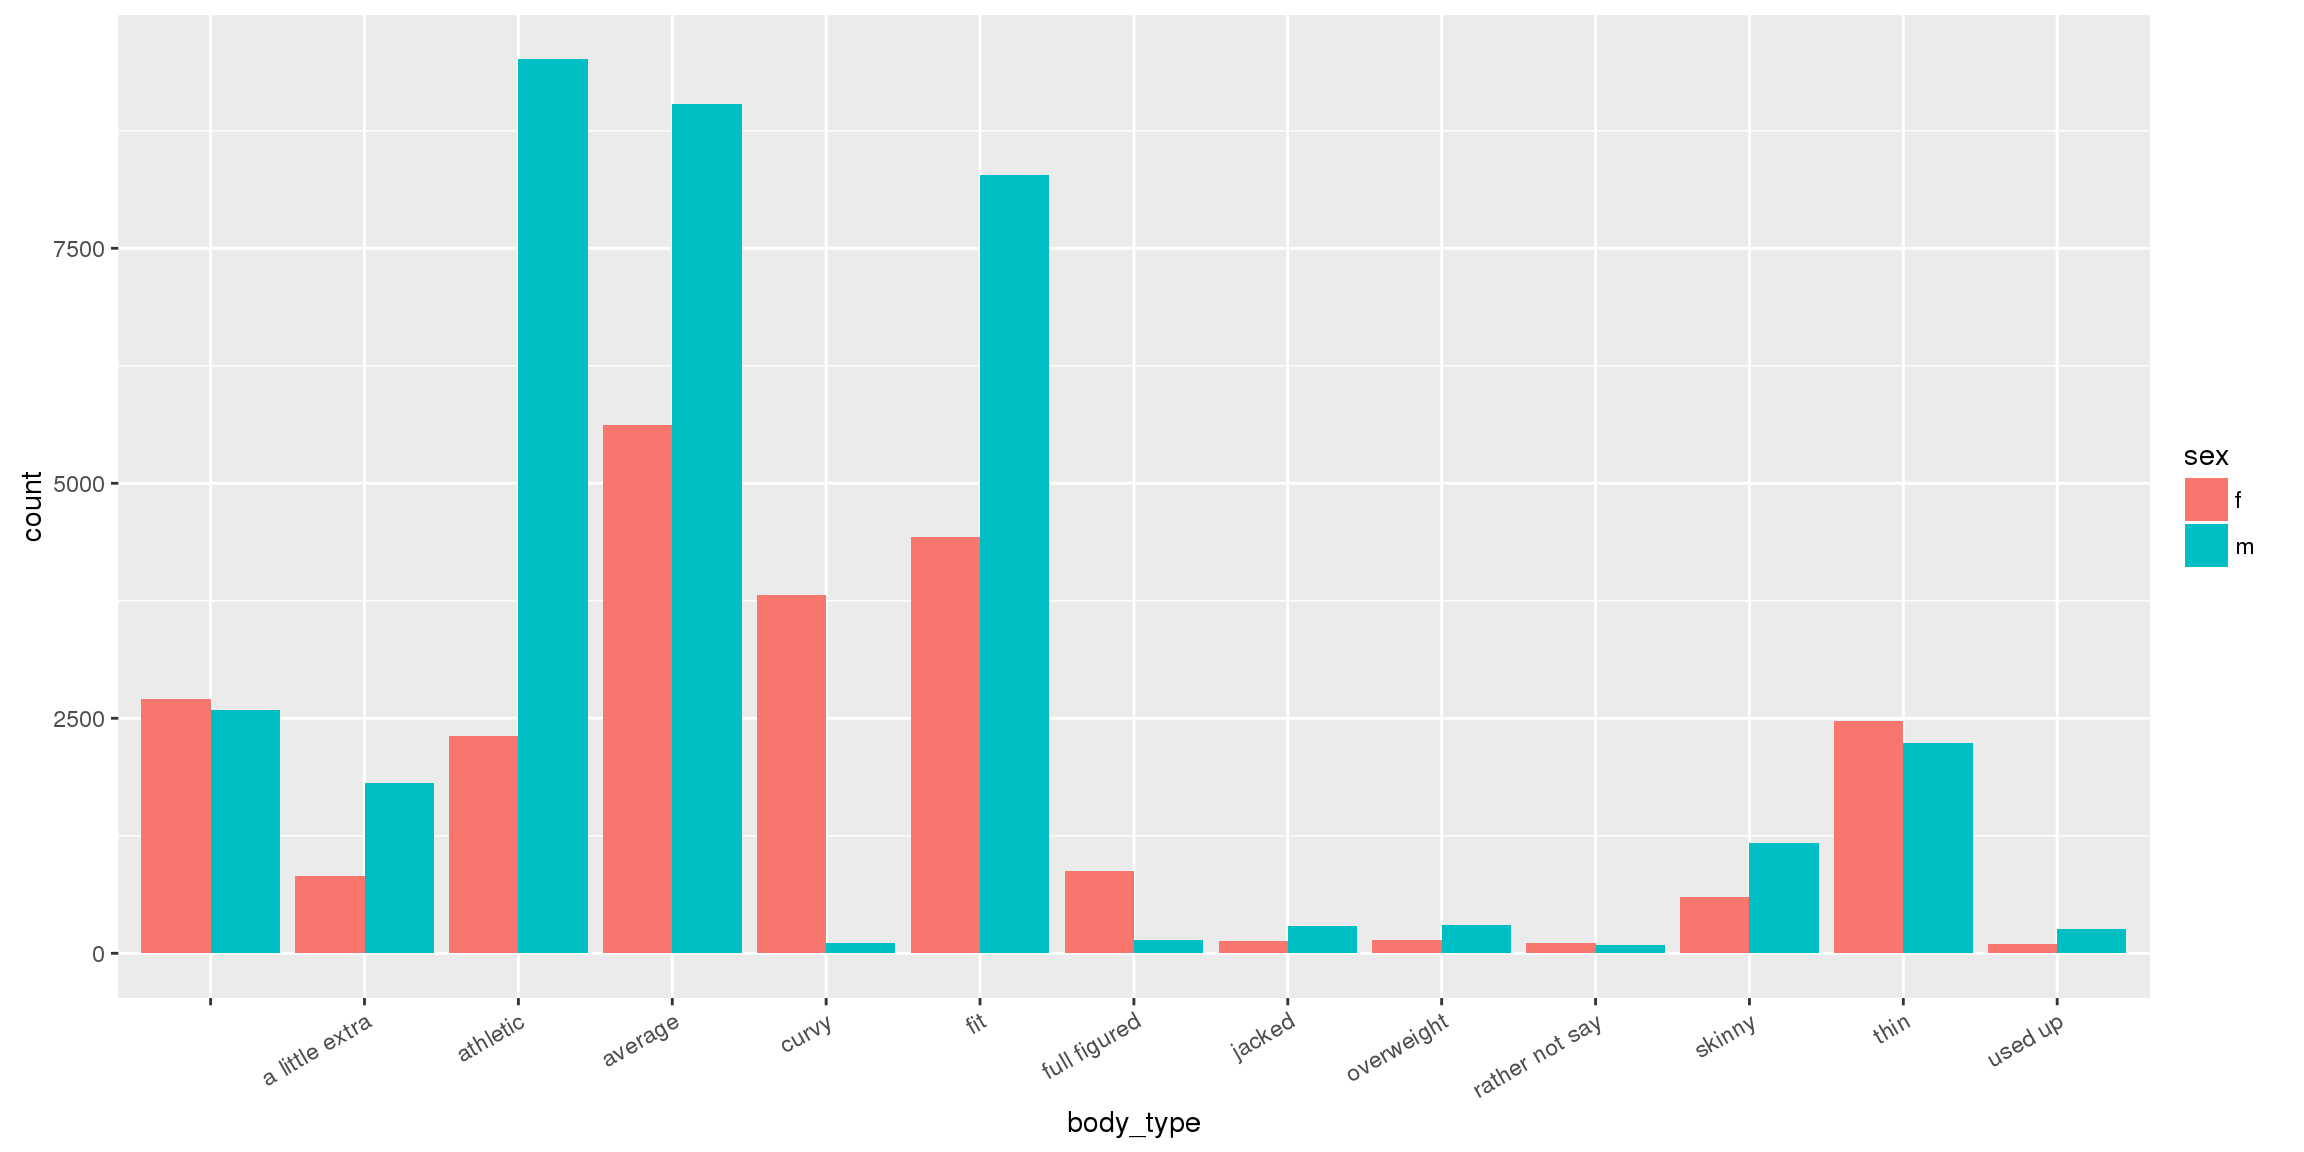 7500
5000
2500
0
count
a little extra
athletic
average
curvy
fit
full figured
jacked
overweight
rather not say
skinny
thin
used up
body_type
sex
f
m